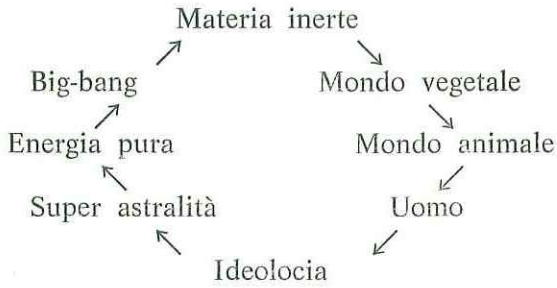 Materia inerte
Big-bang
Mondo vegetale
Energia pura
Mondo animale
Super astralità
Uomo
Ideolocia